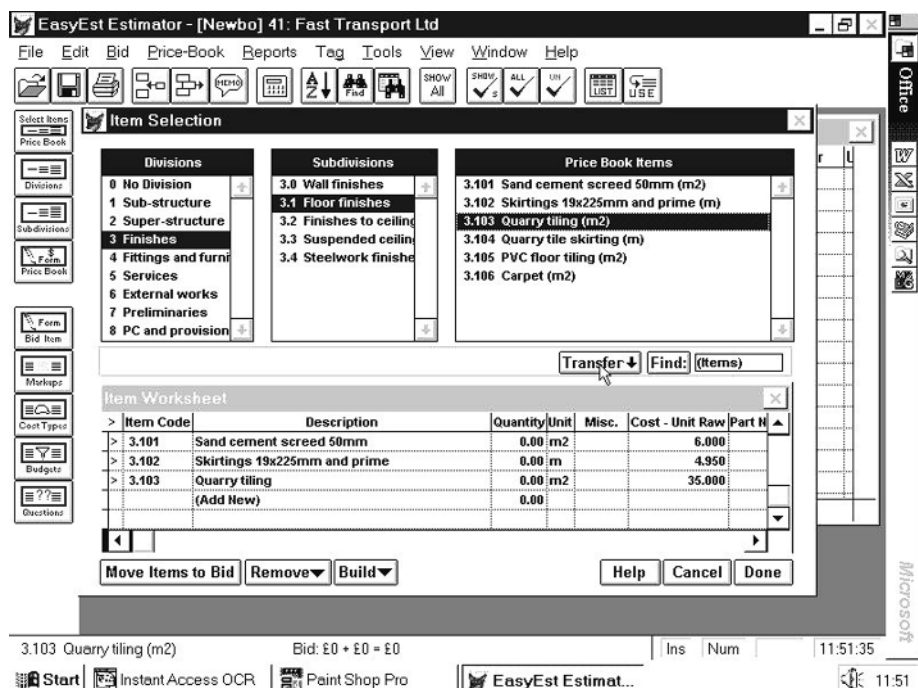 EasyEst Estimator - [Newbo] 41: Fast Transport Ltd
File Edit Bid Price-Book Reports Tag Tools View Window Help
MEMO A Z Find SHOW All SHOW s ALL UN LIST USE
Office
Select Items
Price Book
Divisions
Subdivisions
$ Form
Price Book
Form
Bid Item
Markups
Cost Types
Budgets
??
Questions
Item Selection
Divisions
0 No Division
1 Sub-structure
2 Super-structure
3 Finishes
4 Fittings and furni
5 Services
6 External works
7 Preliminaries
8 PC and provision
Subdivisions
3.0 Wall finishes
3.1 Floor finishes
3.2 Finishes to ceiling
3.3 Suspended ceilin
3.4 Steelwork finishe
Price Book Items
3.101 Sand cement screed 50mm (m2)
3.102 Skirtings 19x225mm and prime (m)
3.103 Quarry tiling (m2)
3.104 Quarry tile skirting (m)
3.105 PVC floor tiling (m2)
3.106 Carpet (m2)
Transfer Find: (Items)
Item Worksheet
> Item Code Description Quantity Unit Misc. Cost - Unit Raw Part N
> 3.101 Sand cement screed 50mm 0.00 m2 6.000
> 3.102 Skirtings 19x225mm and prime 0.00 m 4.950
> 3.103 Quarry tiling 0.00 m2 35.000
(Add New) 0.00
Move Items to Bid Remove Build Help Cancel Done
Microsoft
3.103 Quarry tiling (m2) Bid: £0 + £0 = £0 Ins Num 11:51:35
Start Instant Access OCR Paint Shop Pro EasyEst Estimat... 11:51